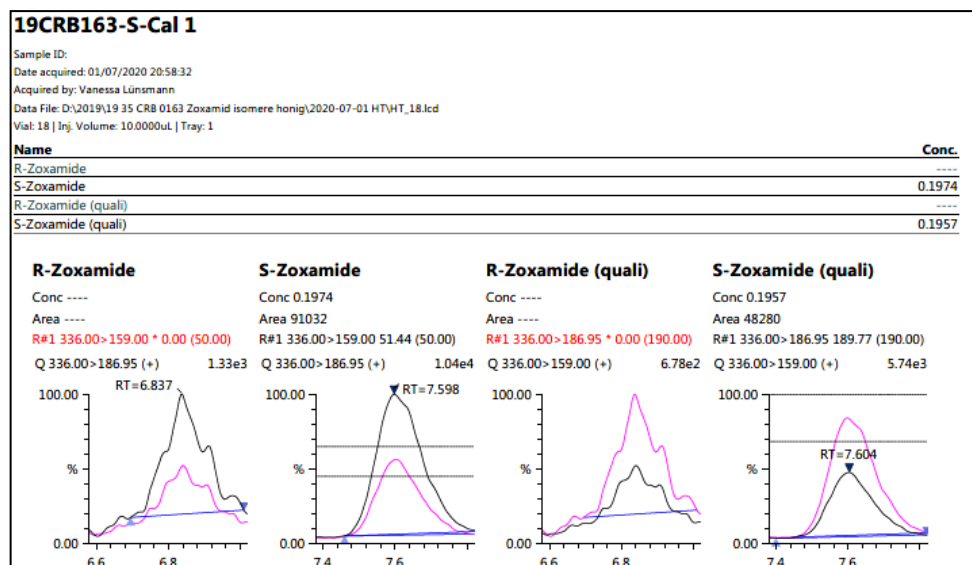 19CRB163-S-Cal 1
Sample ID:
Date acquired: 01/07/2020 20:58:32
Acquired by: Vanessa Lünsmann
Data File: D:\2019\19 35 CRB 0163 Zoxamid isomere honig\2020-07-01 HT\HT_18.lcd
Vial: 18 | Inj. Volume: 10.0000uL | Tray: 1
Name Conc.
R-Zoxamide ----
S-Zoxamide 0.1974
R-Zoxamide (quali) ----
S-Zoxamide (quali) 0.1957
R-Zoxamide S-Zoxamide R-Zoxamide (quali) S-Zoxamide (quali)
Conc ---- Conc 0.1974 Conc ---- Conc 0.1957
Area ---- Area 91032 Area ---- Area 48280
R#1 336.00>159.00 * 0.00 (50.00) R#1 336.00>159.00 51.44 (50.00) R#1 336.00>186.95 * 0.00 (190.00) R#1 336.00>186.95 189.77 (190.00)
Q 336.00>186.95 (+) 1.33e3 Q 336.00>186.95 (+) 1.04e4 Q 336.00>159.00 (+) 6.78e2 Q 336.00>159.00 (+) 5.74e3
RT=6.837 RT=7.598
100.00 100.00 100.00 100.00
RT=7.604
% % % %
0.00 0.00 0.00 0.00
6.6 6.8 7.6 6.6 6.8 7.4 7.6